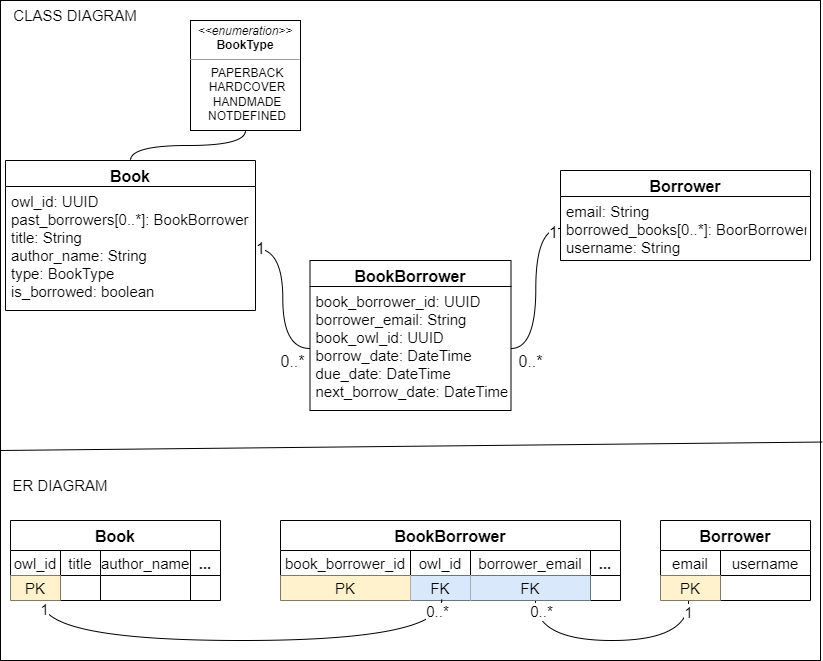 CLASS DIAGRAM
<<enumeration>>
BookType
PAPERBACK
HARDCOVER
HANDMADE
NOTDEFINED
Book
owl_id: UUID
past_borrowers[0..*]: BookBorrower
title: String
author_name: String
type: BookType
is_borrowed: boolean
1
Borrower
email: String
borrowed_books[0..*]: BoorBorrower
username: String
1
BookBorrower
book_borrower_id: UUID
borrower_email: String
book_owl_id: UUID
borrow_date: DateTime
due_date: DateTime
next_borrow_date: DateTime
0..*
0..*
ER DIAGRAM
Book
owl_id title author_name ...
PK
1
BookBorrower
book_borrower_id owl_id borrower_email ...
PK FK FK
0..* 0..*
Borrower
email username
PK
1